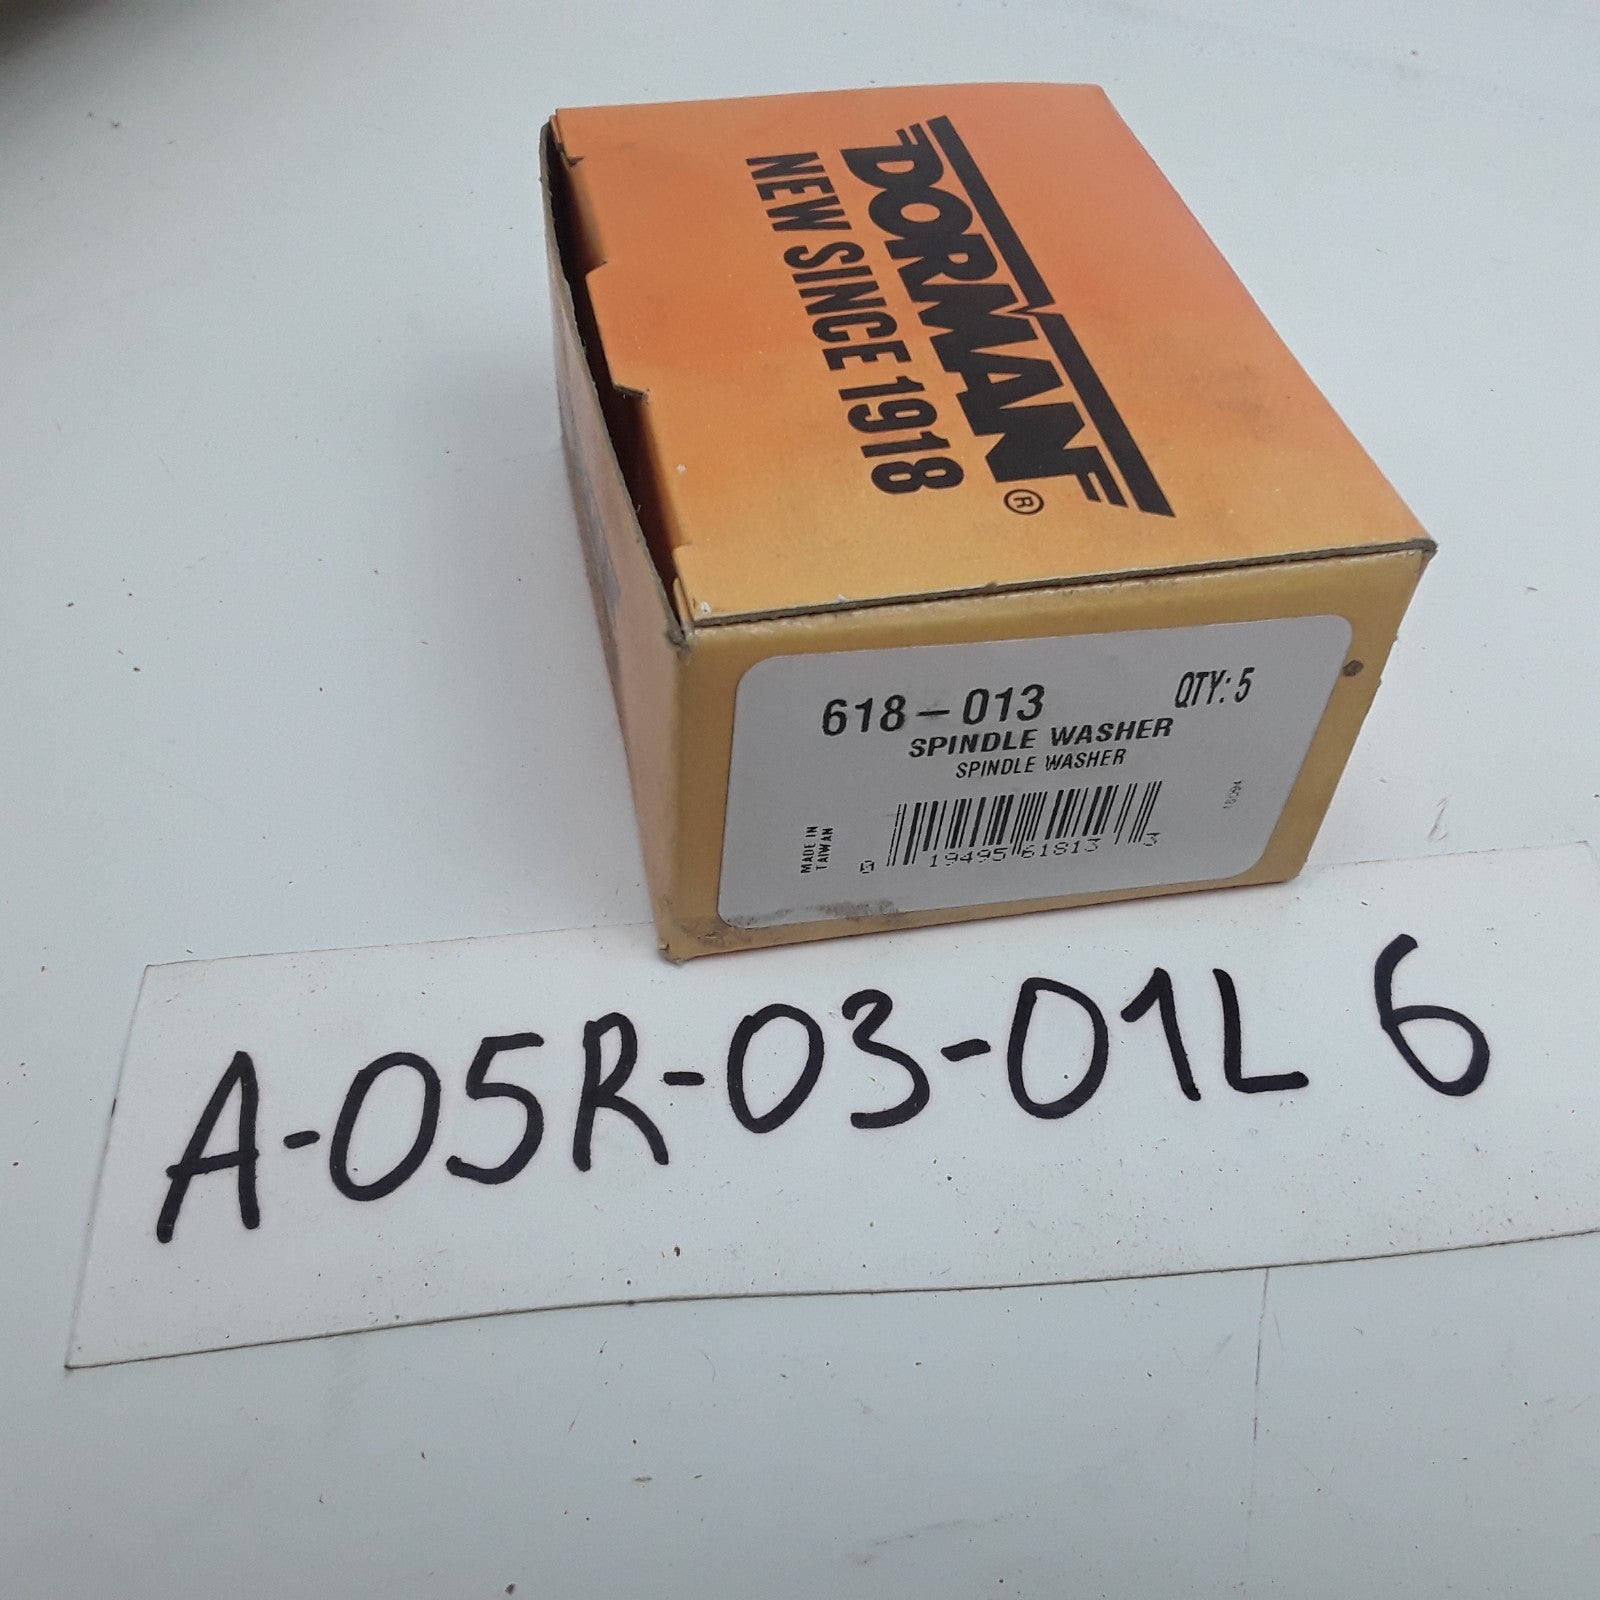 DORMAN®
NEW SINCE 1918
618-013 QTY: 5
SPINDLE WASHER
SPINDLE WASHER
MADE IN
TAIWAN
19495 61813 3
A-05R-03-01L 6